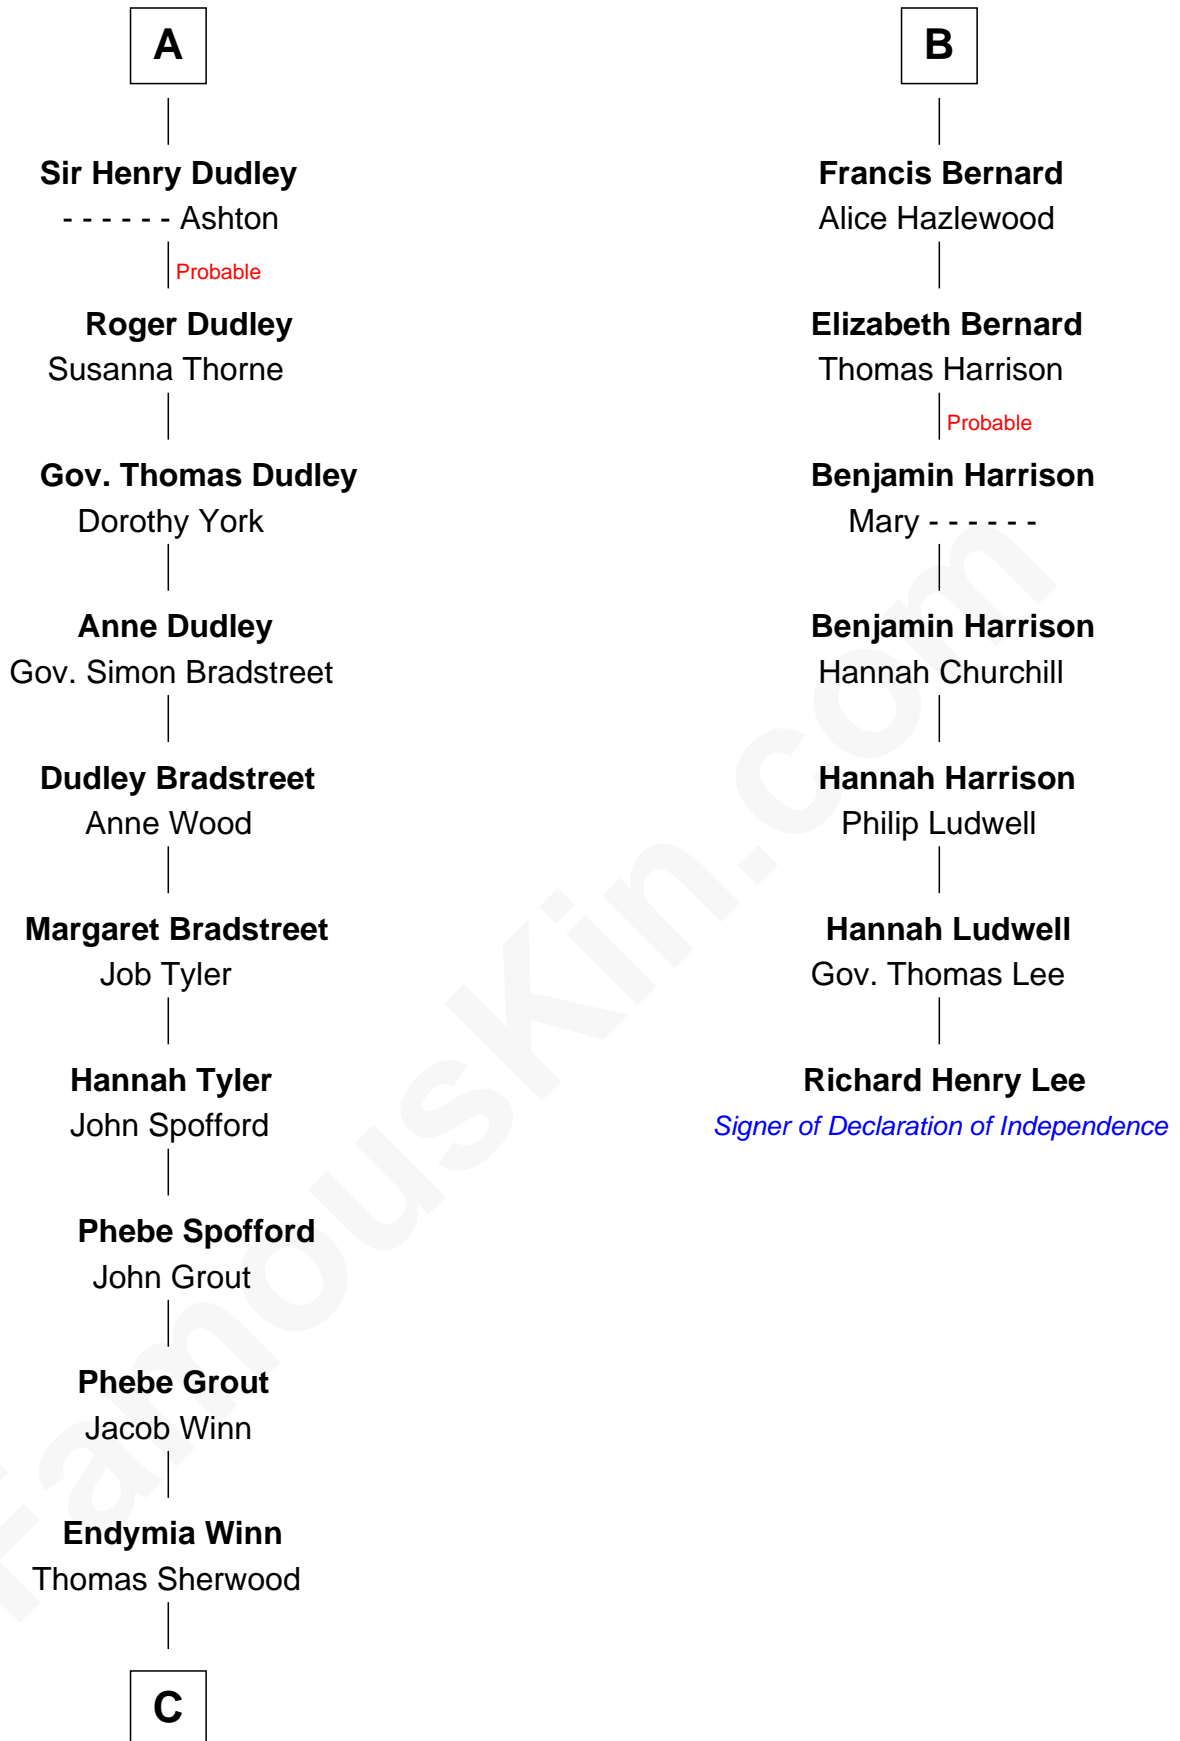 A
Sir Henry Dudley
- - - - - - Ashton
Probable
Roger Dudley
Susanna Thorne
Gov. Thomas Dudley
Dorothy York
Anne Dudley
Gov. Simon Bradstreet
Dudley Bradstreet
Anne Wood
Margaret Bradstreet
Job Tyler
Hannah Tyler
John Spofford
Phebe Spofford
John Grout
Phebe Grout
Jacob Winn
Endymia Winn
Thomas Sherwood
C
B
Francis Bernard
Alice Hazlewood
Elizabeth Bernard
Thomas Harrison
Probable
Benjamin Harrison
Mary - - - - - -
Benjamin Harrison
Hannah Churchill
Hannah Harrison
Philip Ludwell
Hannah Ludwell
Gov. Thomas Lee
Richard Henry Lee
Signer of Declaration of Independence
FamousKin.com